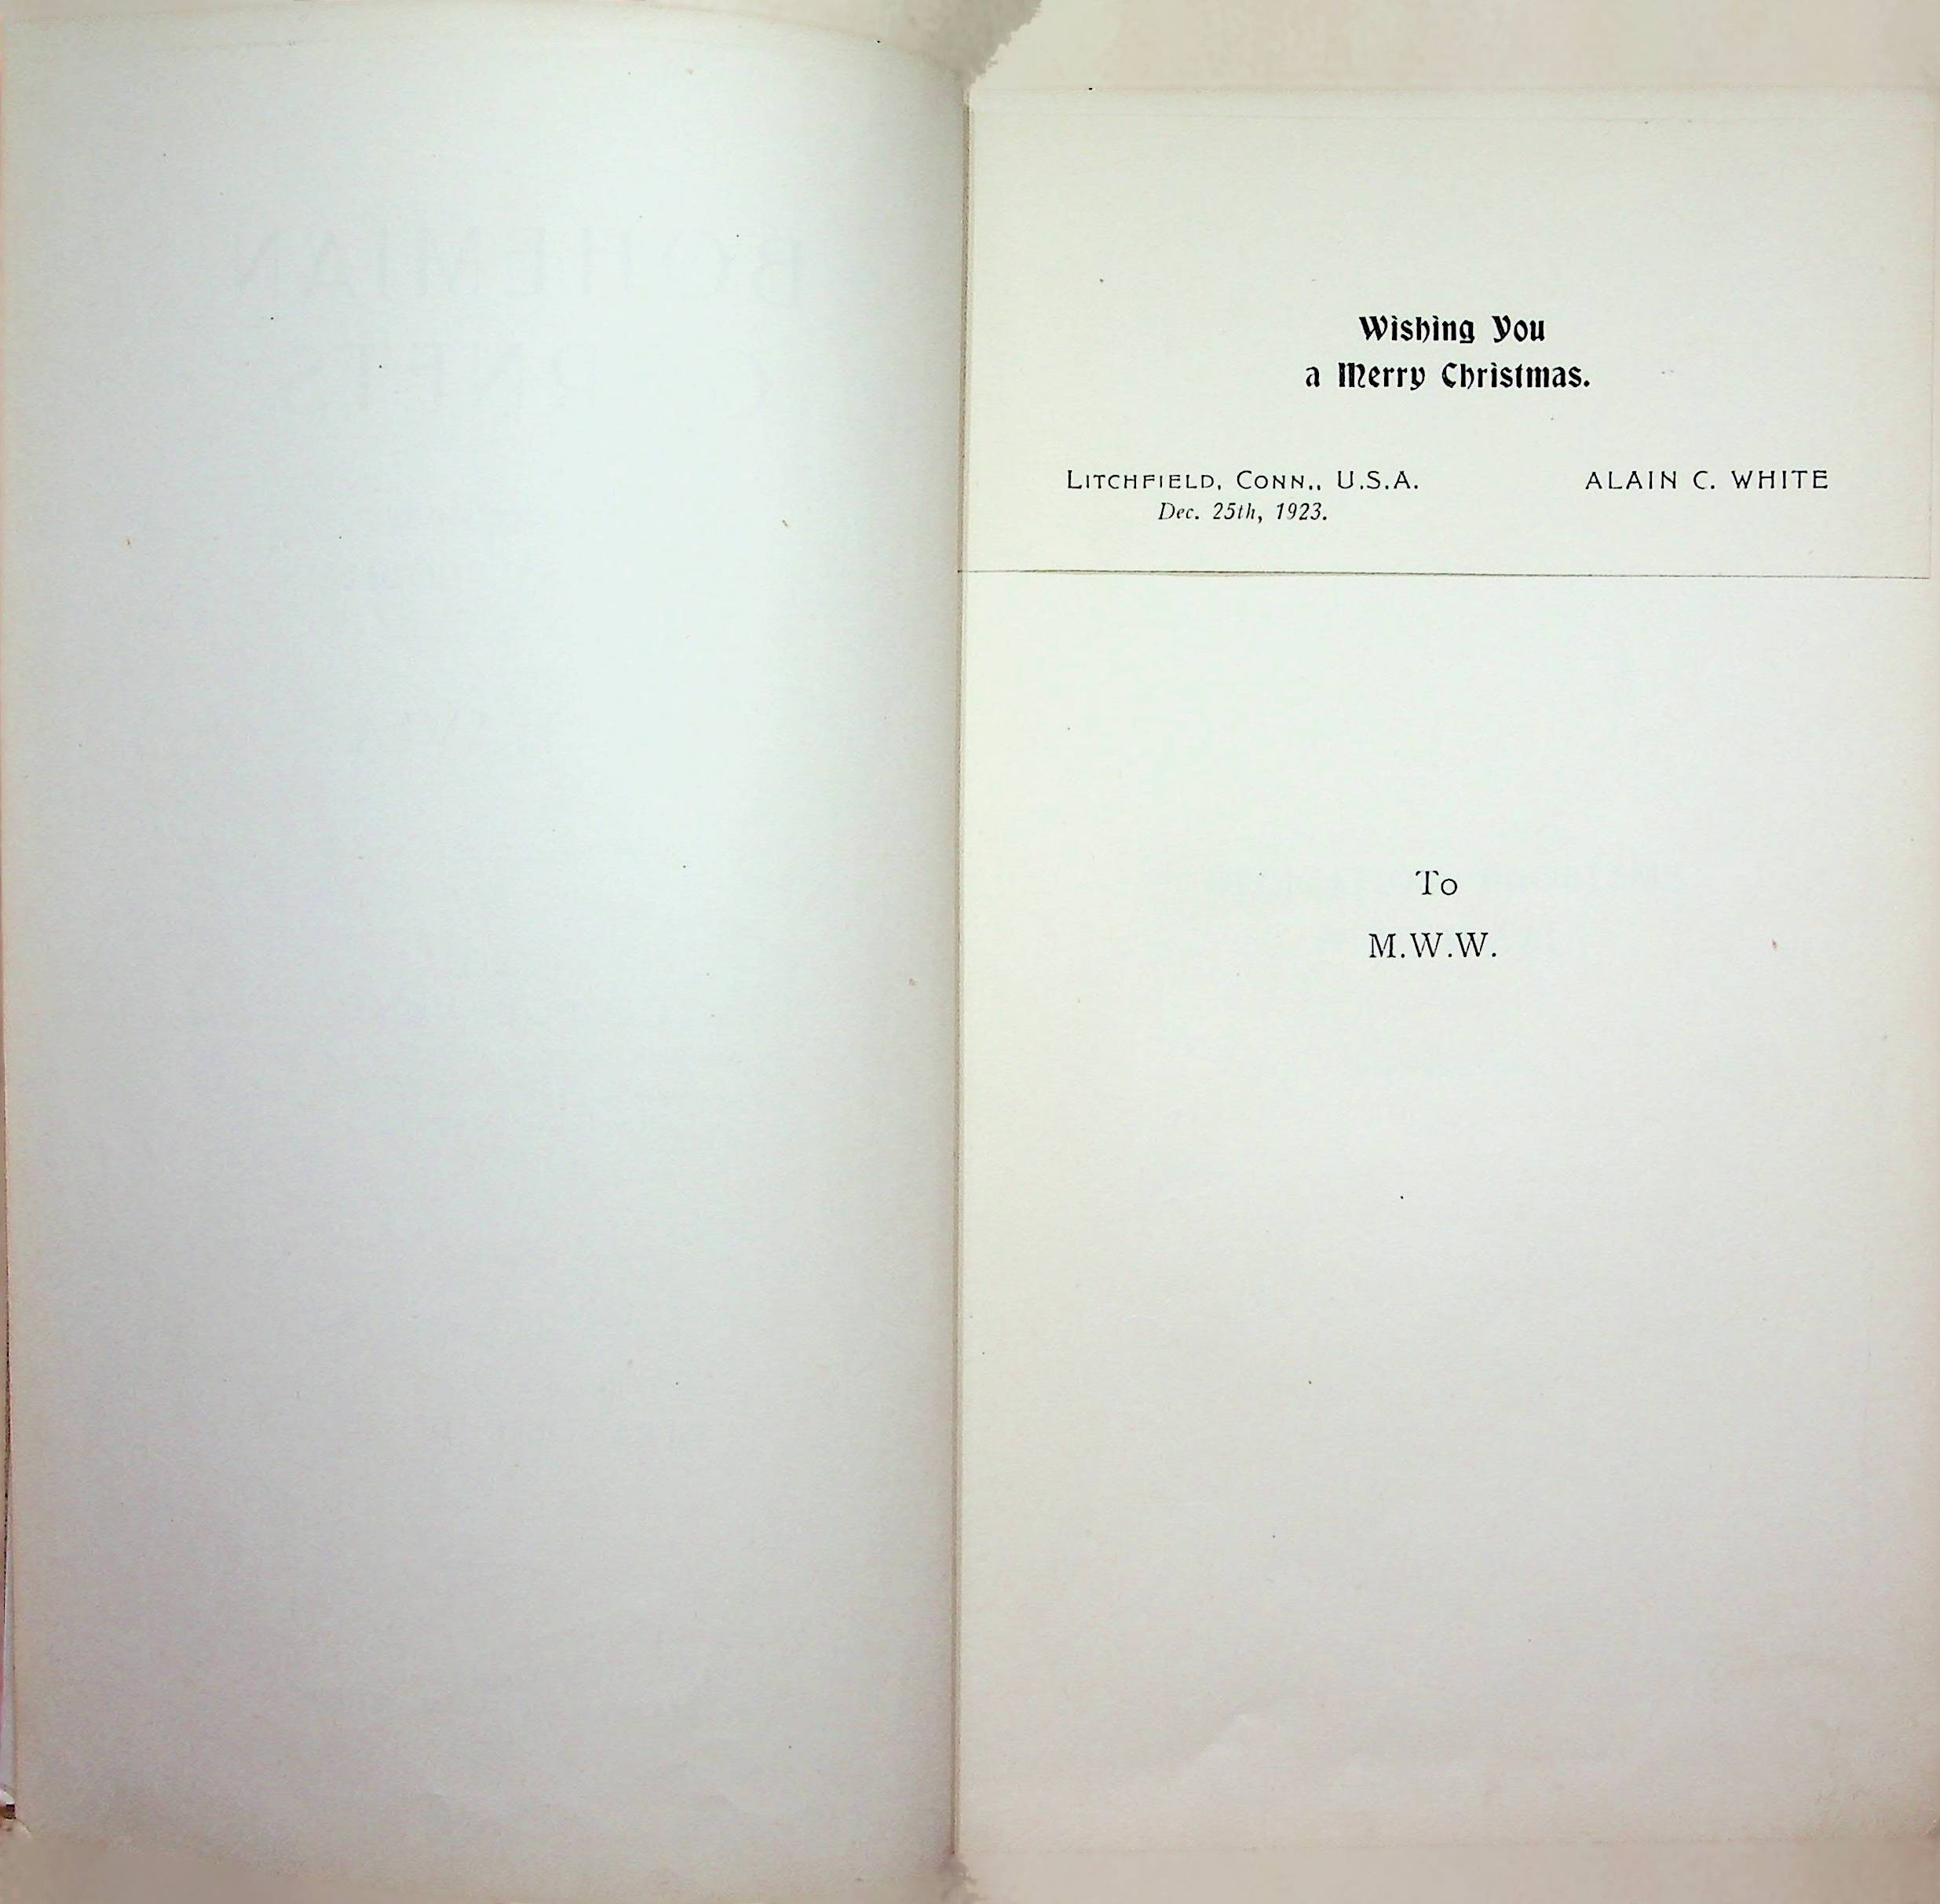 Wishing You
a Merry Christmas.
LITCHFIELD, CONN., U.S.A.
ALAIN C. WHITE
Dec. 25th, 1923.
To
M.W.W.